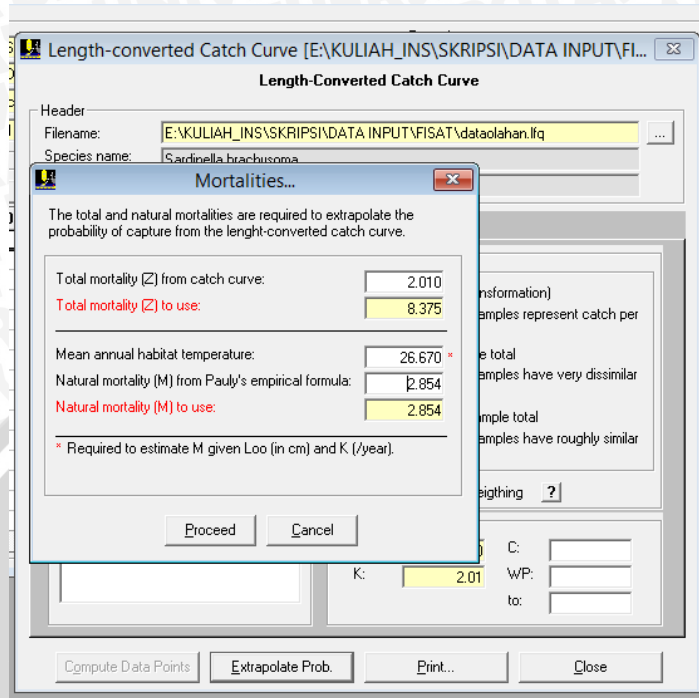 Length-converted Catch Curve [E:\KULIAH_INS\SKRIPSI\DATA INPUT\FI...
Length-Converted Catch Curve
Header
Filename: E:\KULIAH_INS\SKRIPSI\DATA INPUT\FISAT\dataolahan.lfq ...
Species name: Sardinella brachusoma
Mortalities...
The total and natural mortalities are required to extrapolate the
probability of capture from the lenght-converted catch curve.
Total mortality (Z) from catch curve: 2.010
Total mortality (Z) to use: 8.375
Mean annual habitat temperature: 26.670 *
Natural mortality (M) from Pauly's empirical formula: 2.854
Natural mortality (M) to use: 2.854
* Required to estimate M given Loo (in cm) and K (/year).
Proceed Cancel
nsformation)
amples represent catch per
e total
amples have very dissimilar
mple total
amples have roughly similar
eigthing ?
C:
K: 2.01 WP:
to:
Compute Data Points Extrapolate Prob. Print... Close